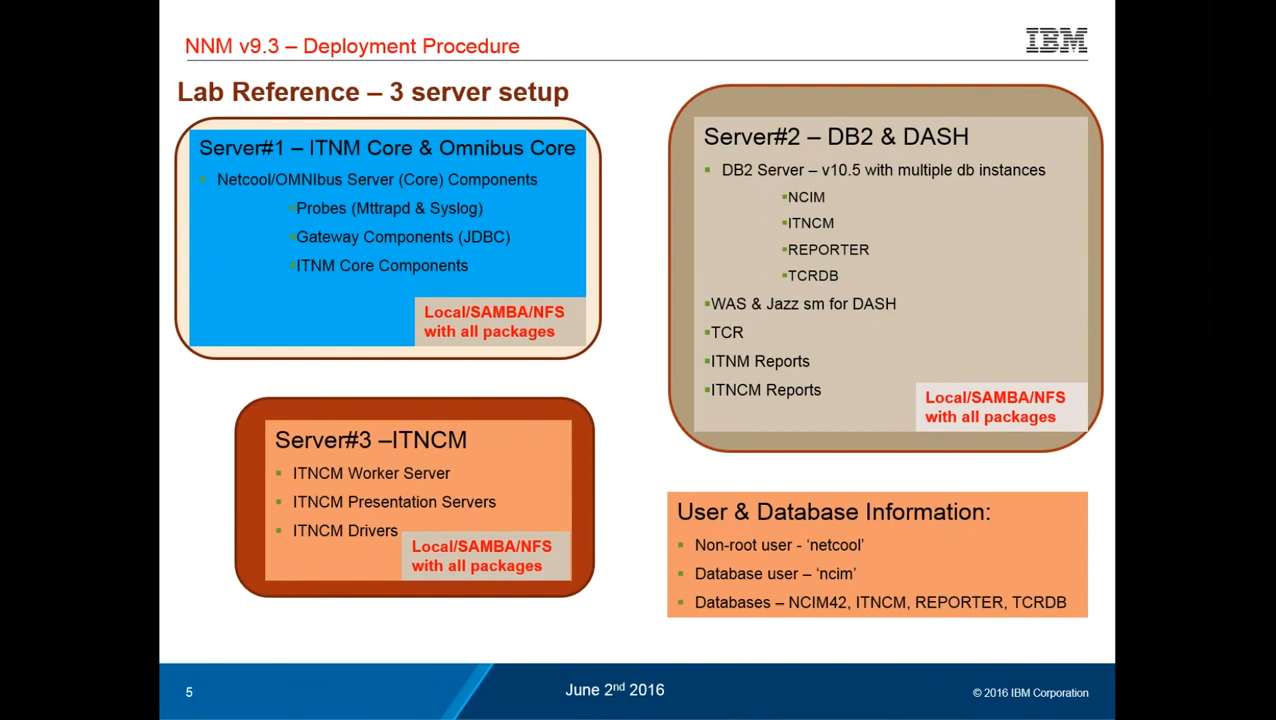 NNM v9.3 – Deployment Procedure
IBM
Lab Reference – 3 server setup
Server#1 – ITNM Core & Omnibus Core
Netcool/OMNIbus Server (Core) Components
Probes (Mttrapd & Syslog)
Gateway Components (JDBC)
ITNM Core Components
Local/SAMBA/NFS
with all packages
Server#2 – DB2 & DASH
DB2 Server – v10.5 with multiple db instances
NCIM
ITNCM
REPORTER
TCRDB
WAS & Jazz sm for DASH
TCR
ITNM Reports
ITNCM Reports
Local/SAMBA/NFS
with all packages
Server#3 –ITNCM
ITNCM Worker Server
ITNCM Presentation Servers
ITNCM Drivers
Local/SAMBA/NFS
with all packages
User & Database Information:
Non-root user - ‘netcool’
Database user – ‘ncim’
Databases – NCIM42, ITNCM, REPORTER, TCRDB
5
June 2nd 2016
© 2016 IBM Corporation